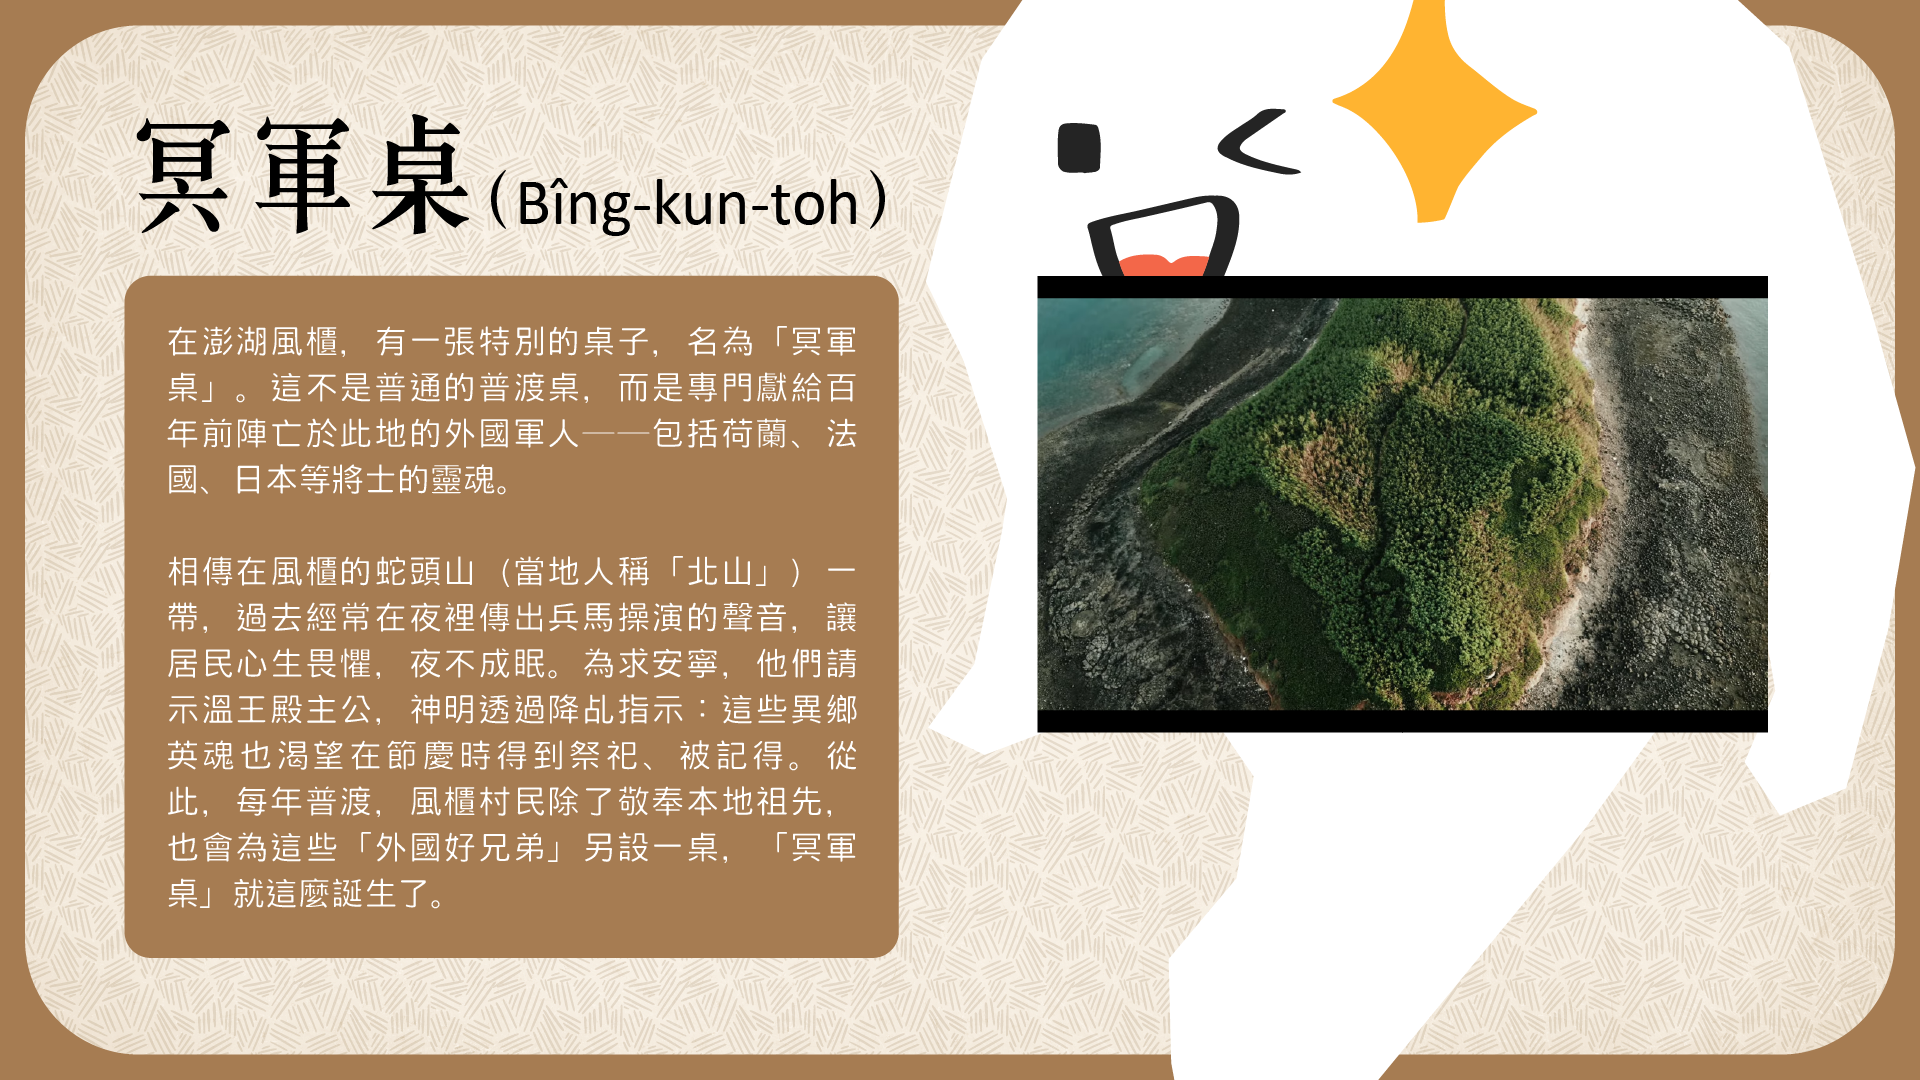 冥軍桌(Bîng-kun-toh)
在澎湖風櫃，有一張特別的桌子，名為「冥軍
桌」。這不是普通的普渡桌，而是專門獻給百
年前陣亡於此地的外國軍人——包括荷蘭、法
國、日本等將士的靈魂。
相傳在風櫃的蛇頭山（當地人稱「北山」）一
帶，過去經常在夜裡傳出兵馬操演的聲音，讓
居民心生畏懼，夜不成眠。為求安寧，他們請
示溫王殿主公，神明透過降乩指示：這些異鄉
英魂也渴望在節慶時得到祭祀、被記得。從
此，每年普渡，風櫃村民除了敬奉本地祖先，
也會為這些「外國好兄弟」另設一桌，「冥軍
桌」就這麼誕生了。